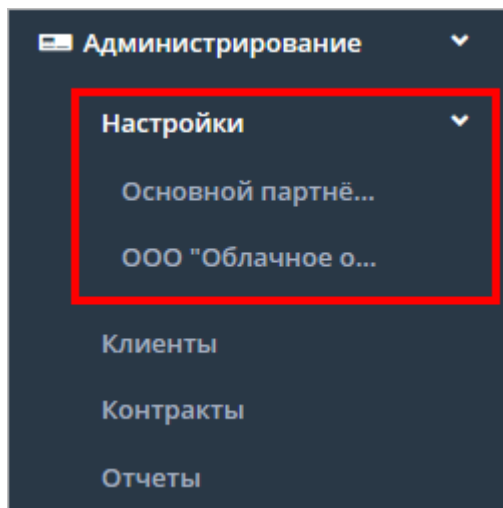 Администрирование
Настройки
Основной партнё...
ООО "Облачное о...
Клиенты
Контракты
Отчеты